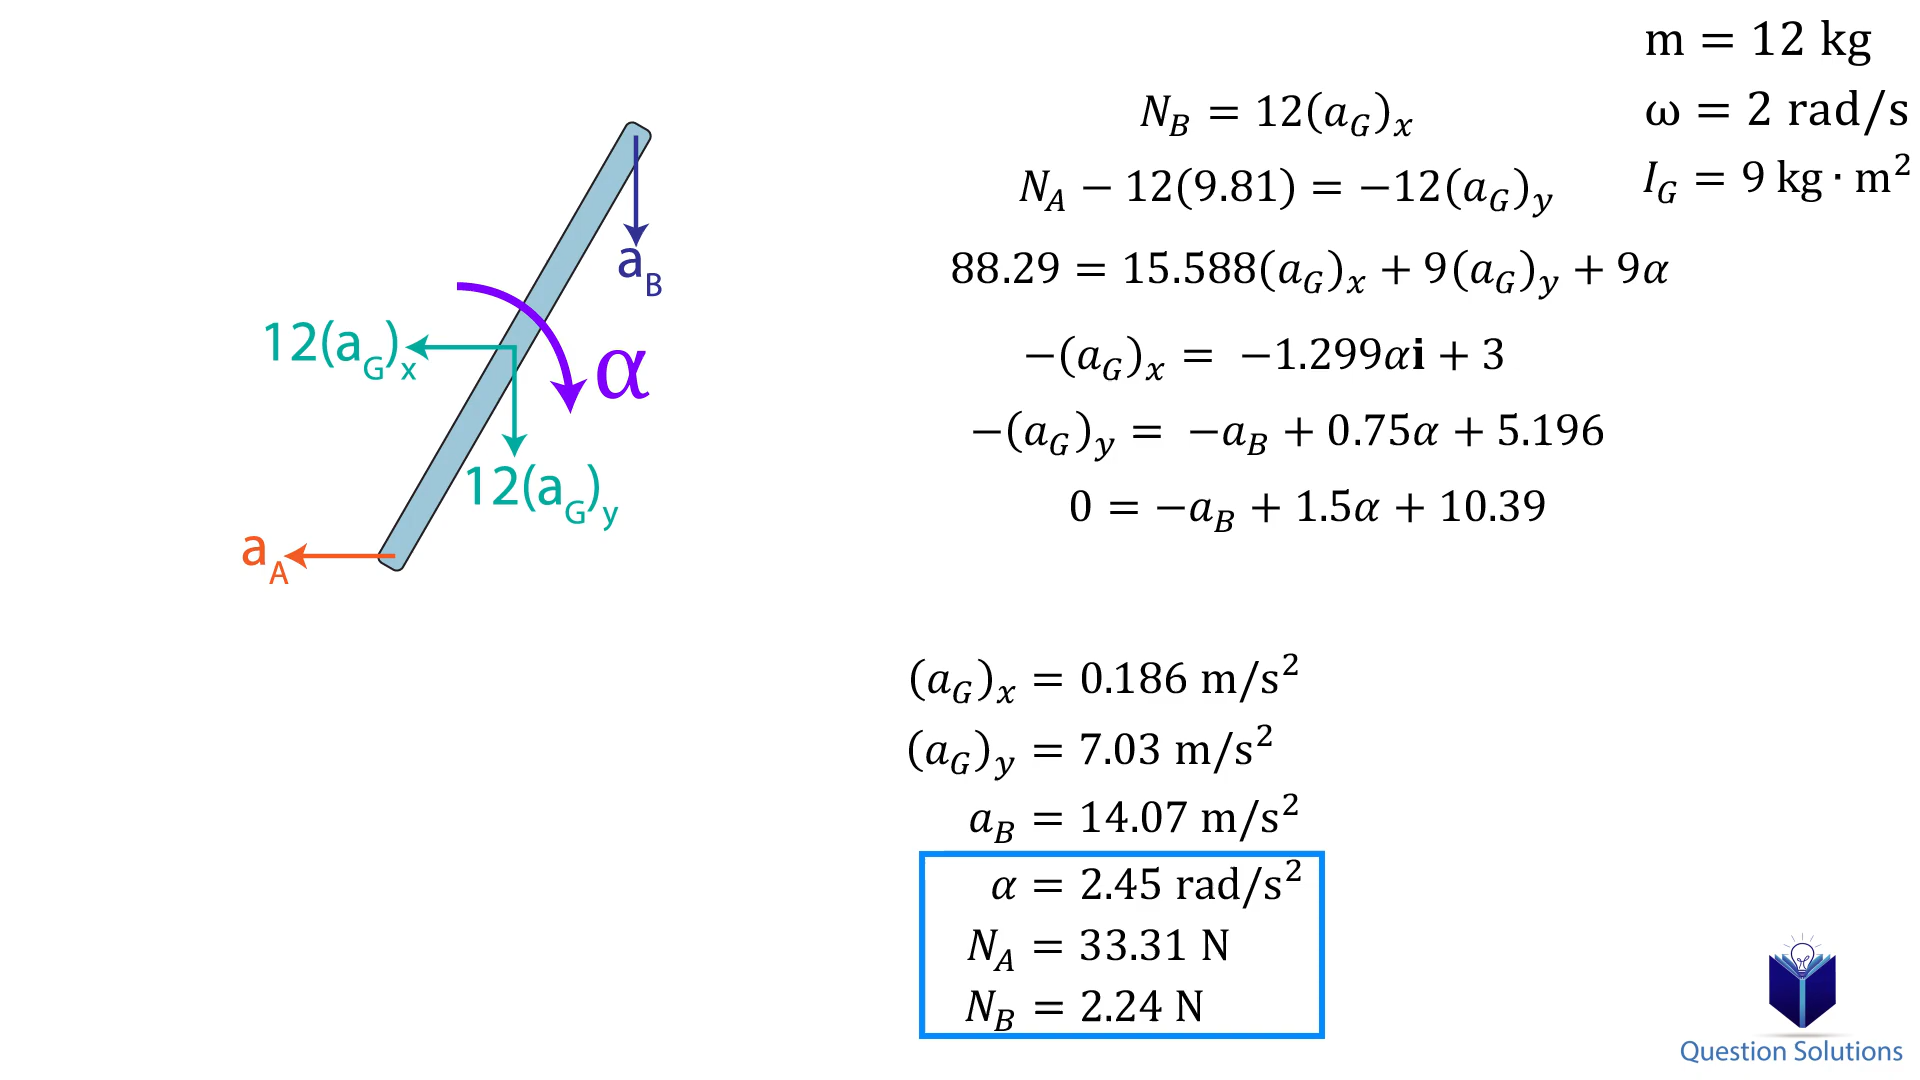 m = 12 kg
ω = 2 rad/s
I_G = 9 kg · m²
N_B = 12(a_G)_x
N_A − 12(9.81) = −12(a_G)_y
88.29 = 15.588(a_G)_x + 9(a_G)_y + 9α
−(a_G)_x = −1.299αi + 3
−(a_G)_y = −a_B + 0.75α + 5.196
0 = −a_B + 1.5α + 10.39
a_B
12(a_G)_x
α
12(a_G)_y
a_A
(a_G)_x = 0.186 m/s²
(a_G)_y = 7.03 m/s²
a_B = 14.07 m/s²
α = 2.45 rad/s²
N_A = 33.31 N
N_B = 2.24 N
Question Solutions